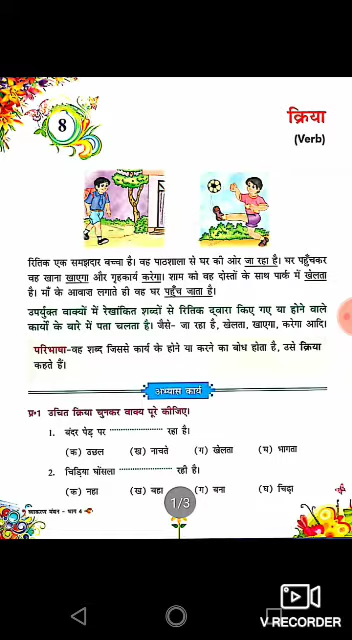 8
क्रिया
(Verb)
रितिक एक समझदार बच्चा है। वह पाठशाला से घर की ओर जा रहा है। घर पहुँचकर
वह खाना खाएगा और गृहकार्य करेगा। शाम को वह दोस्तों के साथ पार्क में खेलता
है। माँ के आवाज़ लगाते ही वह घर पहुँच जाता है।
उपर्युक्त वाक्यों में रेखांकित शब्दों से रितिक द्वारा किए गए या होने वाले
कार्यों के बारे में पता चलता है। जैसे- जा रहा है, खेलता, खाएगा, करेगा आदि।
परिभाषा-वह शब्द जिससे कार्य के होने या करने का बोध होता है, उसे क्रिया
कहते हैं।
अभ्यास कार्य
प्र॰1 उचित क्रिया चुनकर वाक्य पूरे कीजिए।
1. बंदर पेड़ पर ................ रहा है।
(क) उछल (ख) नाचते (ग) खेलता (घ) भागता
2. चिड़िया घोंसला ................ रही है।
(क) नहा (ख) बहा (ग) बना (घ) चिढ़ा
1/3
व्याकरण चंदन - भाग 4
V RECORDER